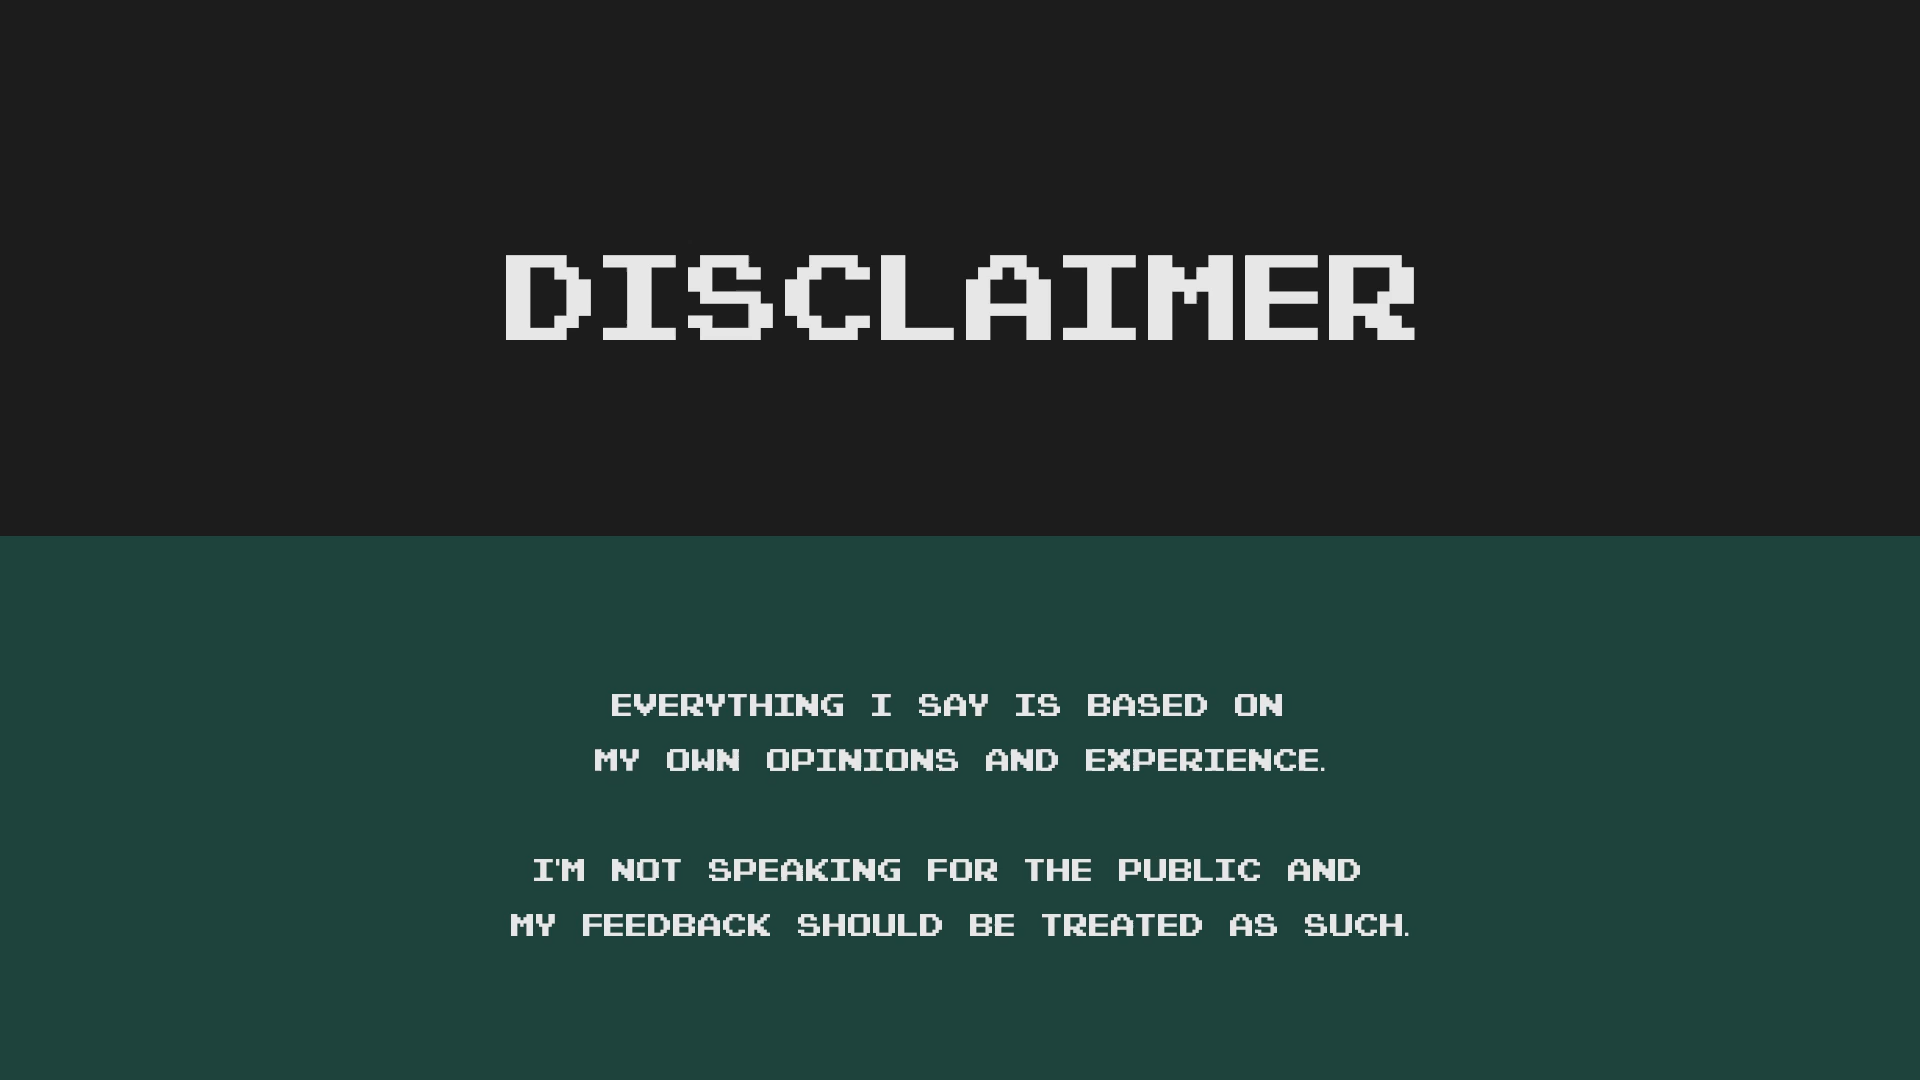 DISCLAIMER
EVERYTHING I SAY IS BASED ON
MY OWN OPINIONS AND EXPERIENCE.
I'M NOT SPEAKING FOR THE PUBLIC AND
MY FEEDBACK SHOULD BE TREATED AS SUCH.